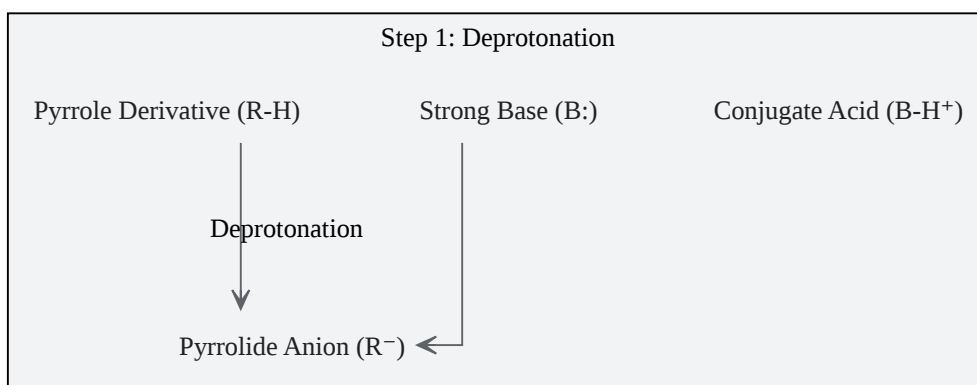 Step 1: Deprotonation
Pyrrole Derivative (R-H) Strong Base (B:) Conjugate Acid (B-H⁺)
Deprotonation
Pyrrolide Anion (R⁻)